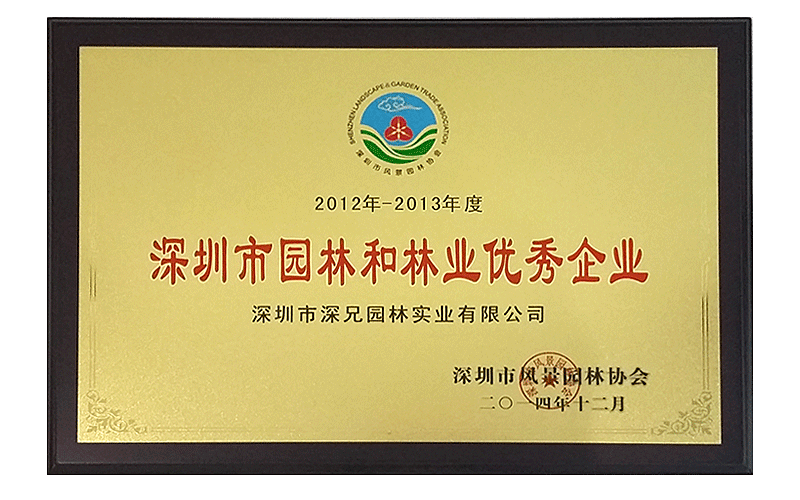 SHENZHEN LANDSCAPE & GARDEN TRADE ASSOCIATION
深圳市风景园林协会
2012年-2013年度
深圳市园林和林业优秀企业
深圳市深兄园林实业有限公司
深圳市风景园林协会
二〇一四年十二月